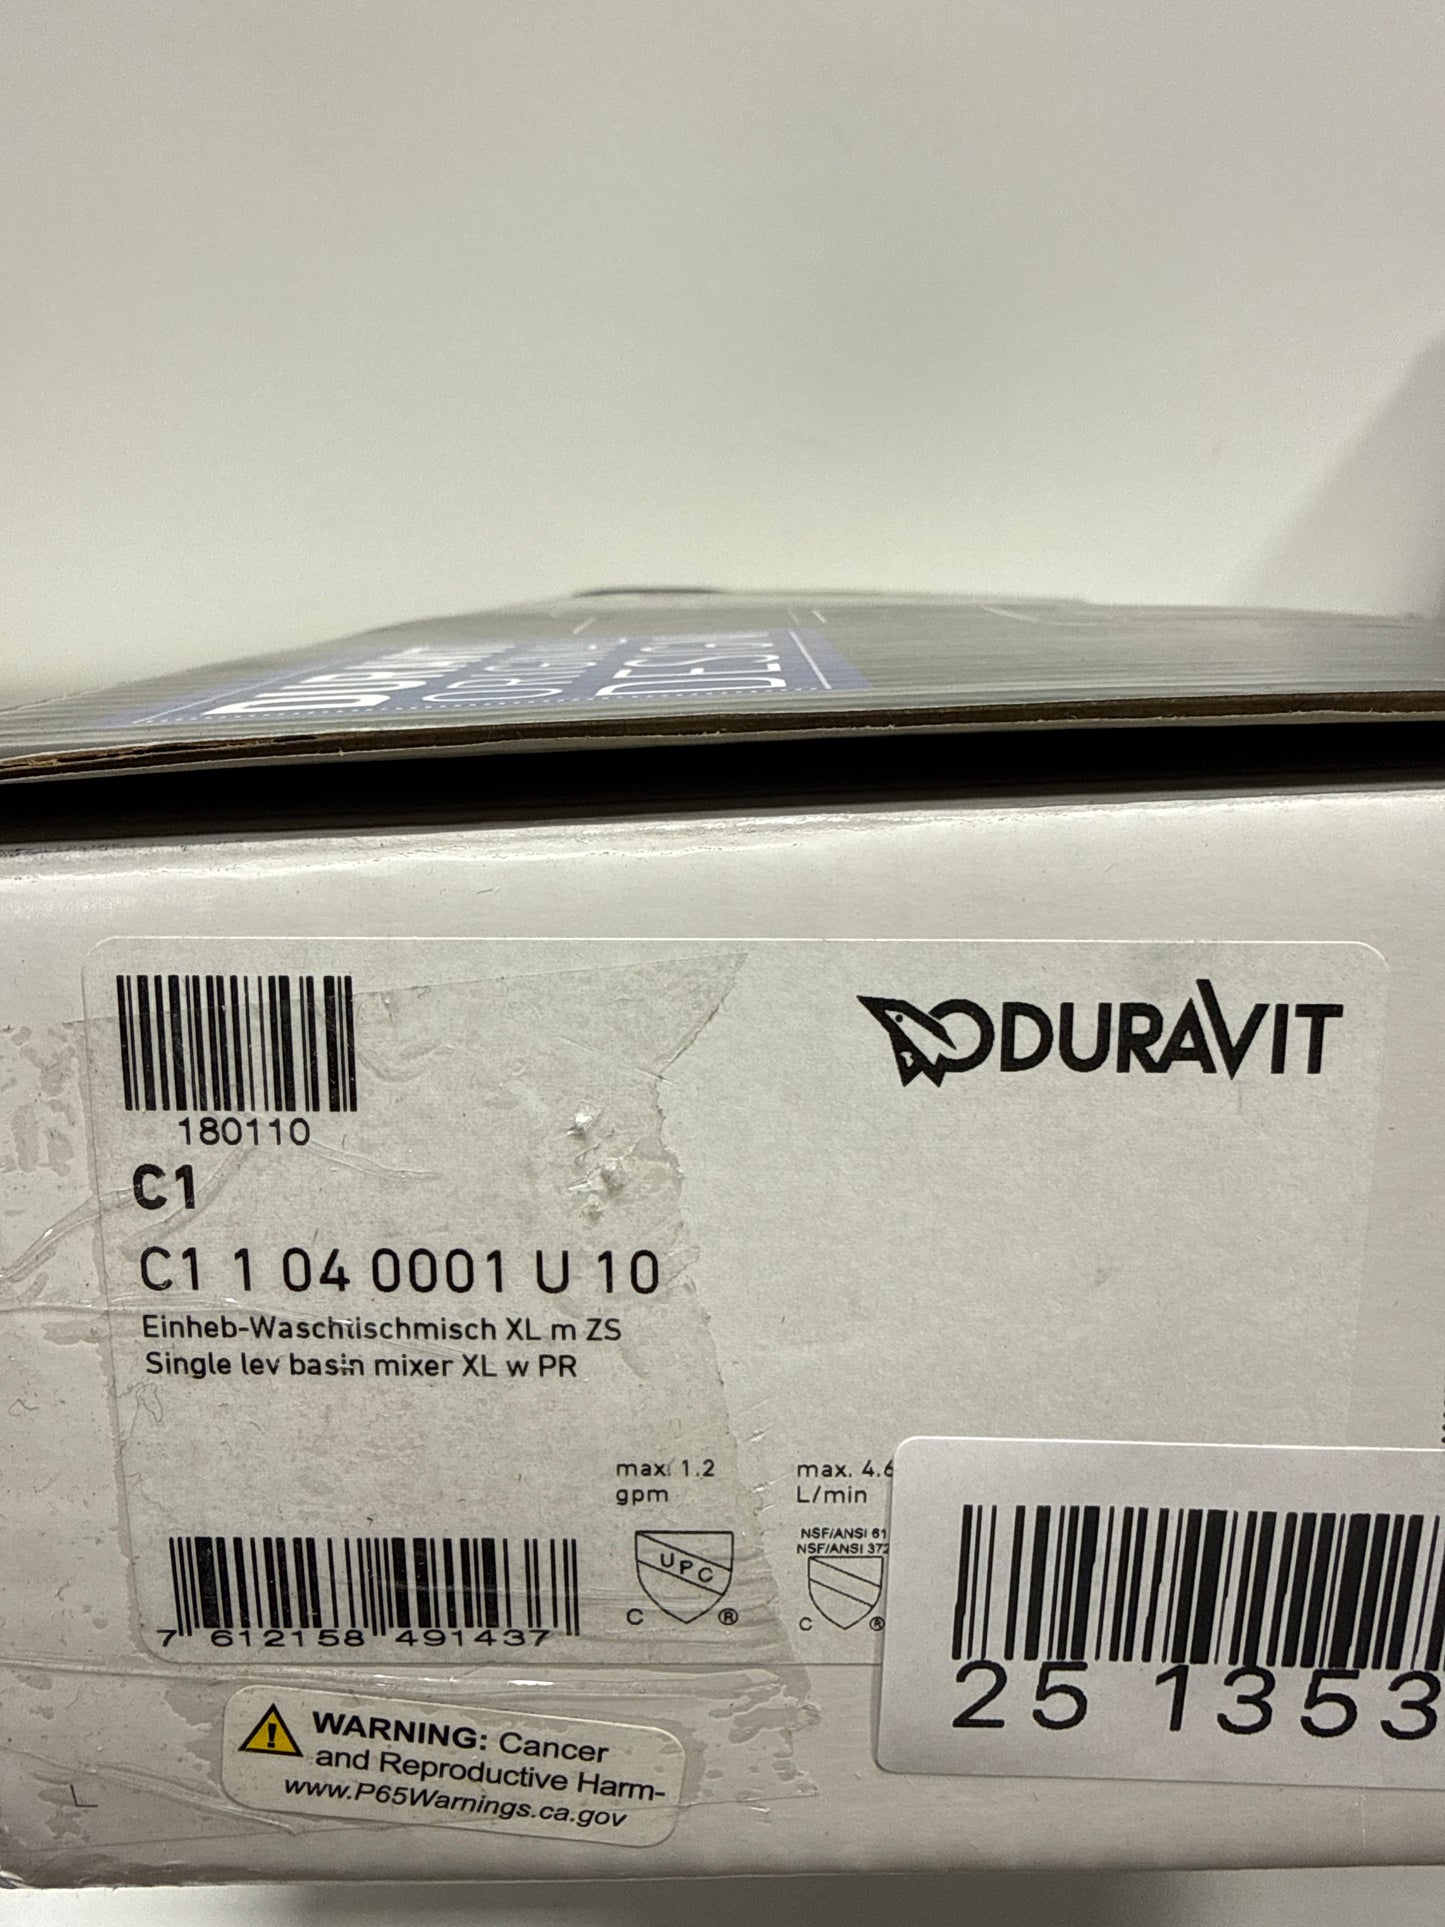 ORIGINAL
DESIGN
180110
DURAVIT
C1
C1 1 04 0001 U 10
Einheb-Waschtischmisch XL m ZS
Single lev basin mixer XL w PR
max. 1.2
gpm
max. 4.6
L/min
UPC
C ®
NSF/ANSI 61
NSF/ANSI 372
C ®
7 612158 491437
25 1353
WARNING: Cancer
and Reproductive Harm-
www.P65Warnings.ca.gov
L